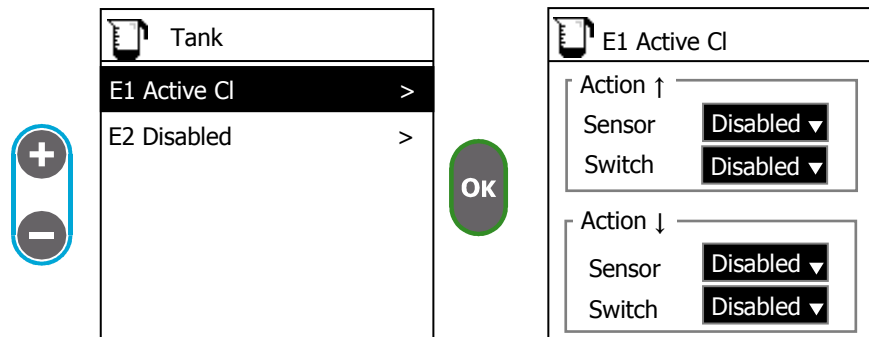 Tank
E1 Active Cl >
E2 Disabled >
+
−
OK
E1 Active Cl
Action ↑
Sensor Disabled ▼
Switch Disabled ▼
Action ↓
Sensor Disabled ▼
Switch Disabled ▼